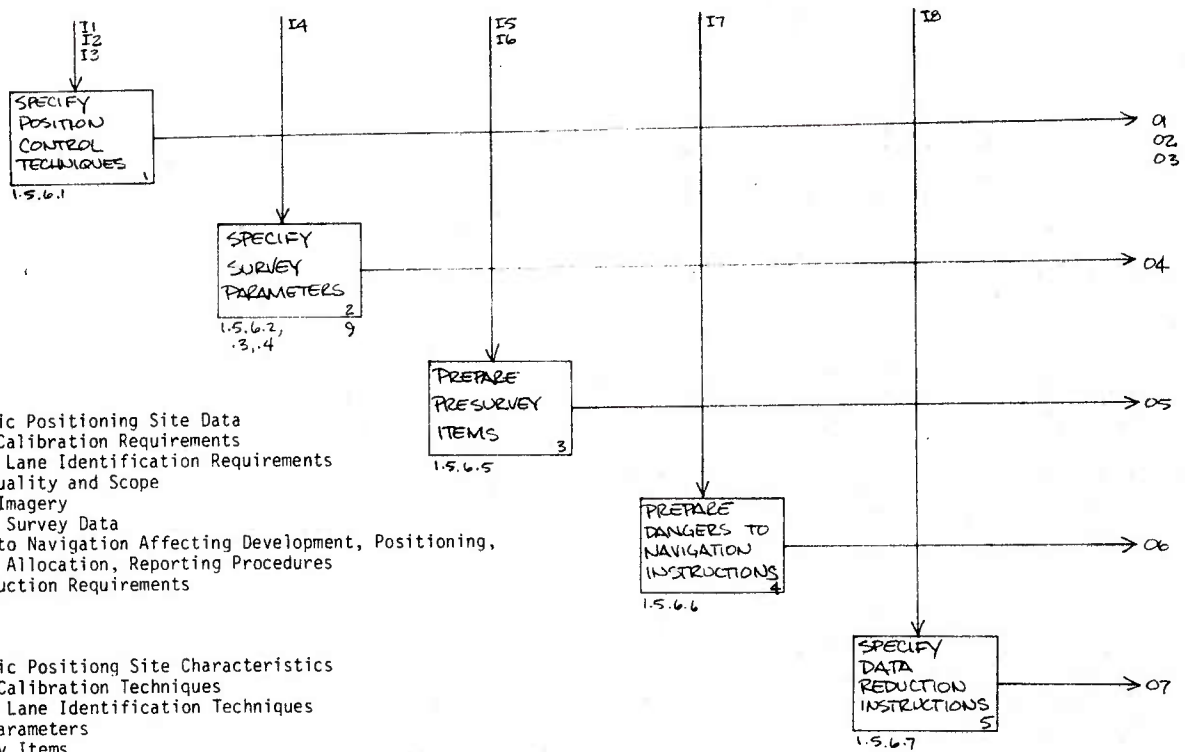 I1
I2
I3
I4
I5
I6
I7
I8
SPECIFY
POSITION
CONTROL
TECHNIQUES
1
1.5.6.1
O1
O2
O3
SPECIFY
SURVEY
PARAMETERS
2
1.5.6.2, 9
.3,.4
O4
PREPARE
PRESURVEY
ITEMS
3
1.5.6.5
O5
ic Positioning Site Data
Calibration Requirements
Lane Identification Requirements
uality and Scope
Imagery
Survey Data
to Navigation Affecting Development, Positioning,
Allocation, Reporting Procedures
uction Requirements
PREPARE
DANGERS TO
NAVIGATION
INSTRUCTIONS
4
1.5.6.6
O6
ic Positiong Site Characteristics
Calibration Techniques
Lane Identification Techniques
arameters
y Items
SPECIFY
DATA
REDUCTION
INSTRUCTIONS
5
1.5.6.7
O7